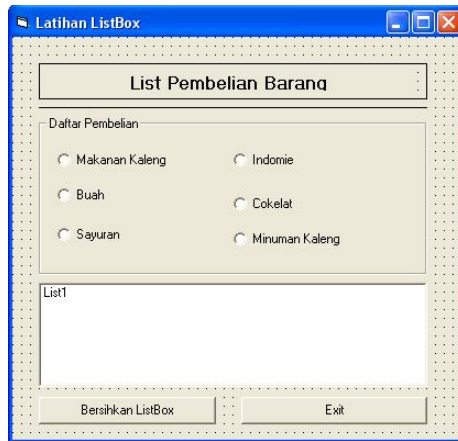 Latihan ListBox
List Pembelian Barang
Daftar Pembelian
Makanan Kaleng
Indomie
Buah
Cokelat
Sayuran
Minuman Kaleng
List1
Bersihkan ListBox
Exit